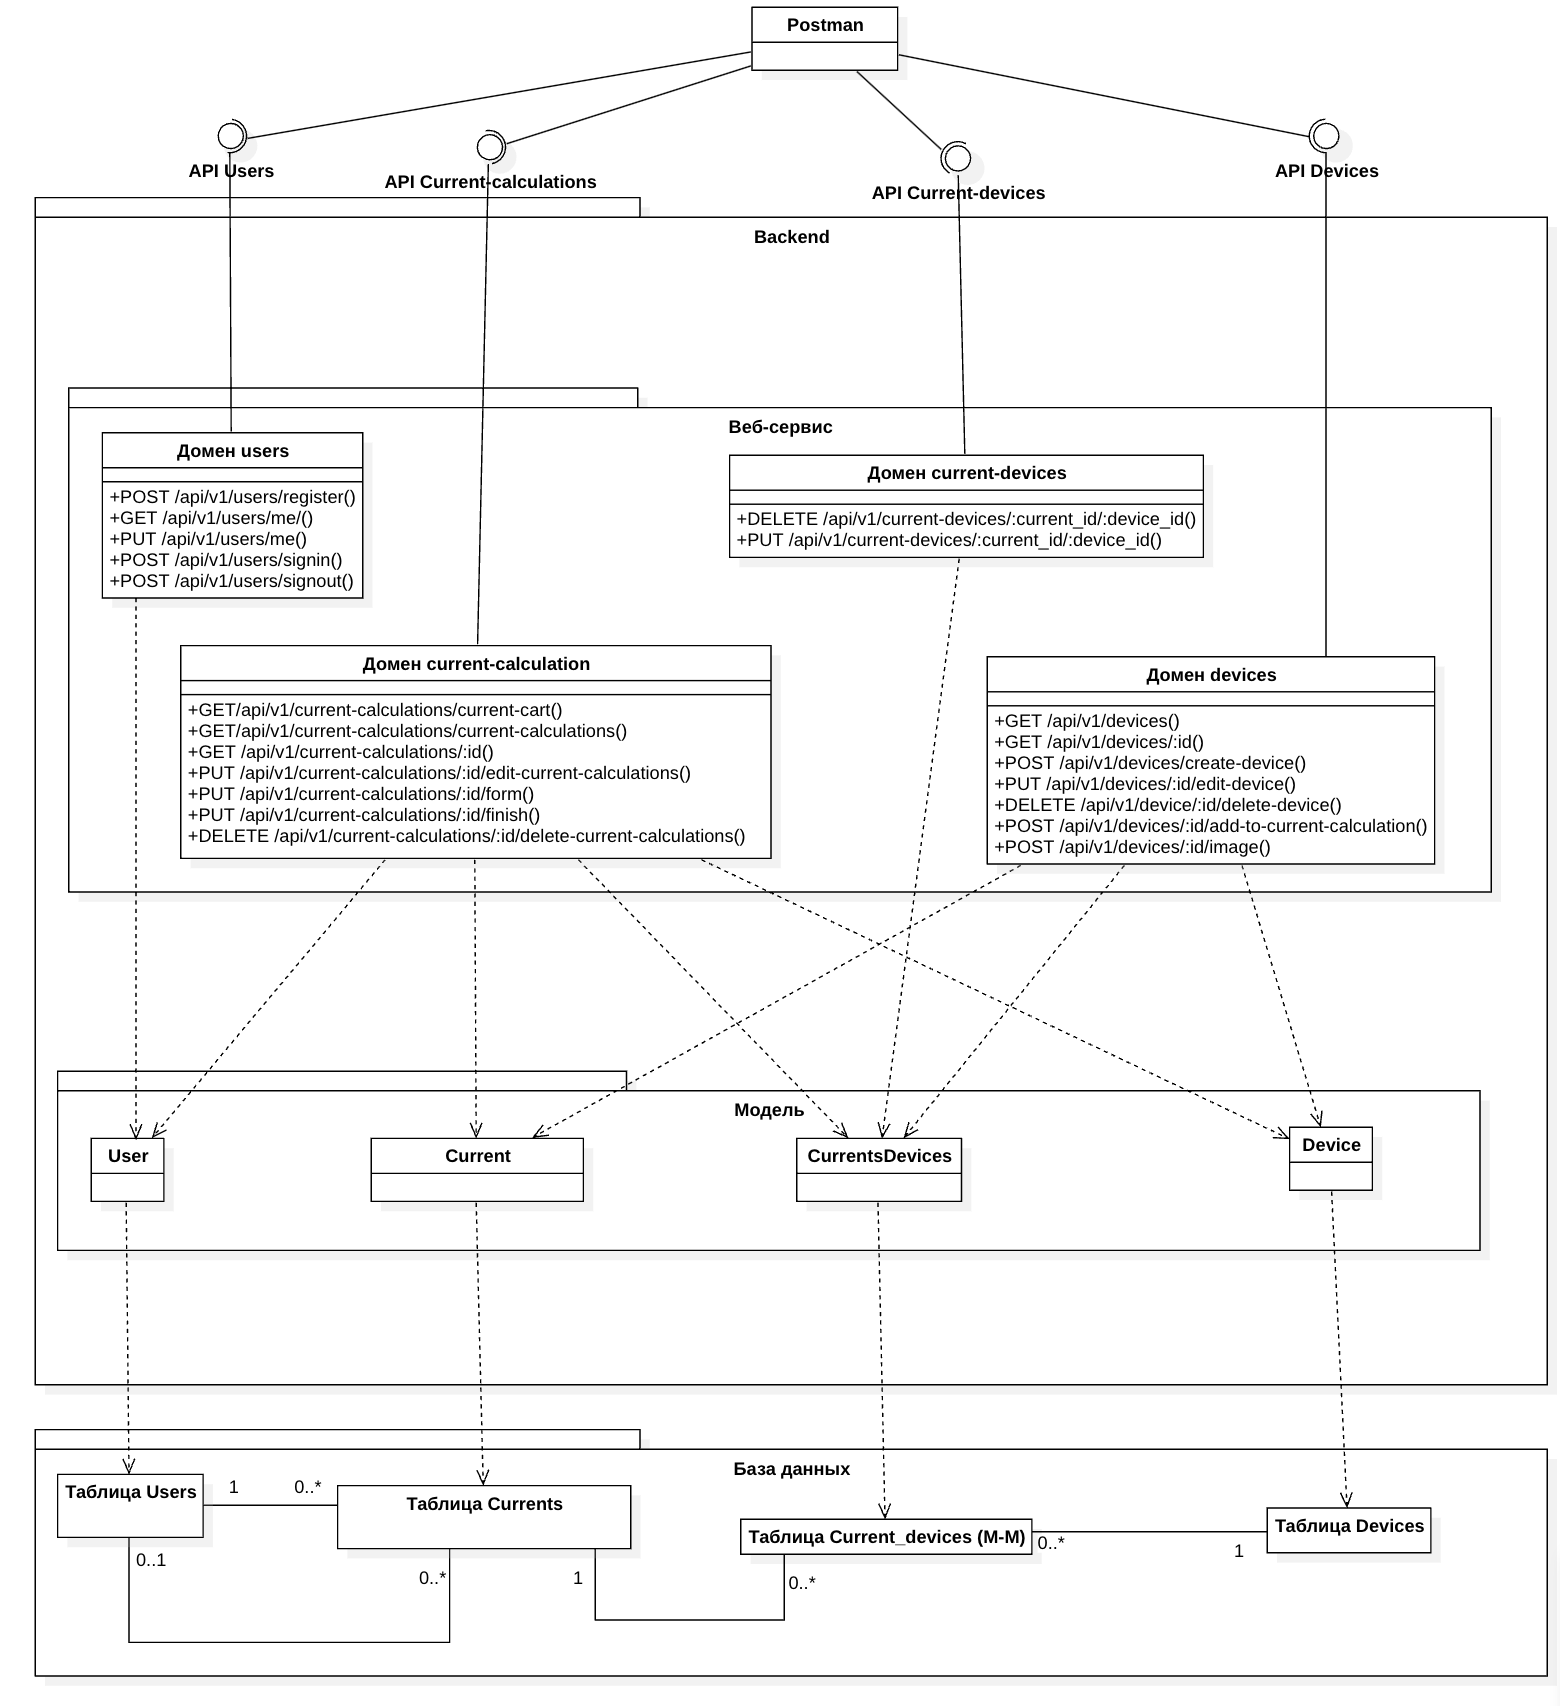 Postman
API Users
API Current-calculations
API Current-devices
API Devices
Backend
Веб-сервис
Домен users
+POST /api/v1/users/register()
+GET /api/v1/users/me/()
+PUT /api/v1/users/me()
+POST /api/v1/users/signin()
+POST /api/v1/users/signout()
Домен current-devices
+DELETE /api/v1/current-devices/:current_id/:device_id()
+PUT /api/v1/current-devices/:current_id/:device_id()
Домен current-calculation
+GET/api/v1/current-calculations/current-cart()
+GET/api/v1/current-calculations/current-calculations()
+GET /api/v1/current-calculations/:id()
+PUT /api/v1/current-calculations/:id/edit-current-calculations()
+PUT /api/v1/current-calculations/:id/form()
+PUT /api/v1/current-calculations/:id/finish()
+DELETE /api/v1/current-calculations/:id/delete-current-calculations()
Домен devices
+GET /api/v1/devices()
+GET /api/v1/devices/:id()
+POST /api/v1/devices/create-device()
+PUT /api/v1/devices/:id/edit-device()
+DELETE /api/v1/device/:id/delete-device()
+POST /api/v1/devices/:id/add-to-current-calculation()
+POST /api/v1/devices/:id/image()
Модель
User
Current
CurrentsDevices
Device
База данных
Таблица Users
1
0..*
Таблица Currents
Таблица Current_devices (M-M)
0..*
1
Таблица Devices
0..1
0..*
1
0..*